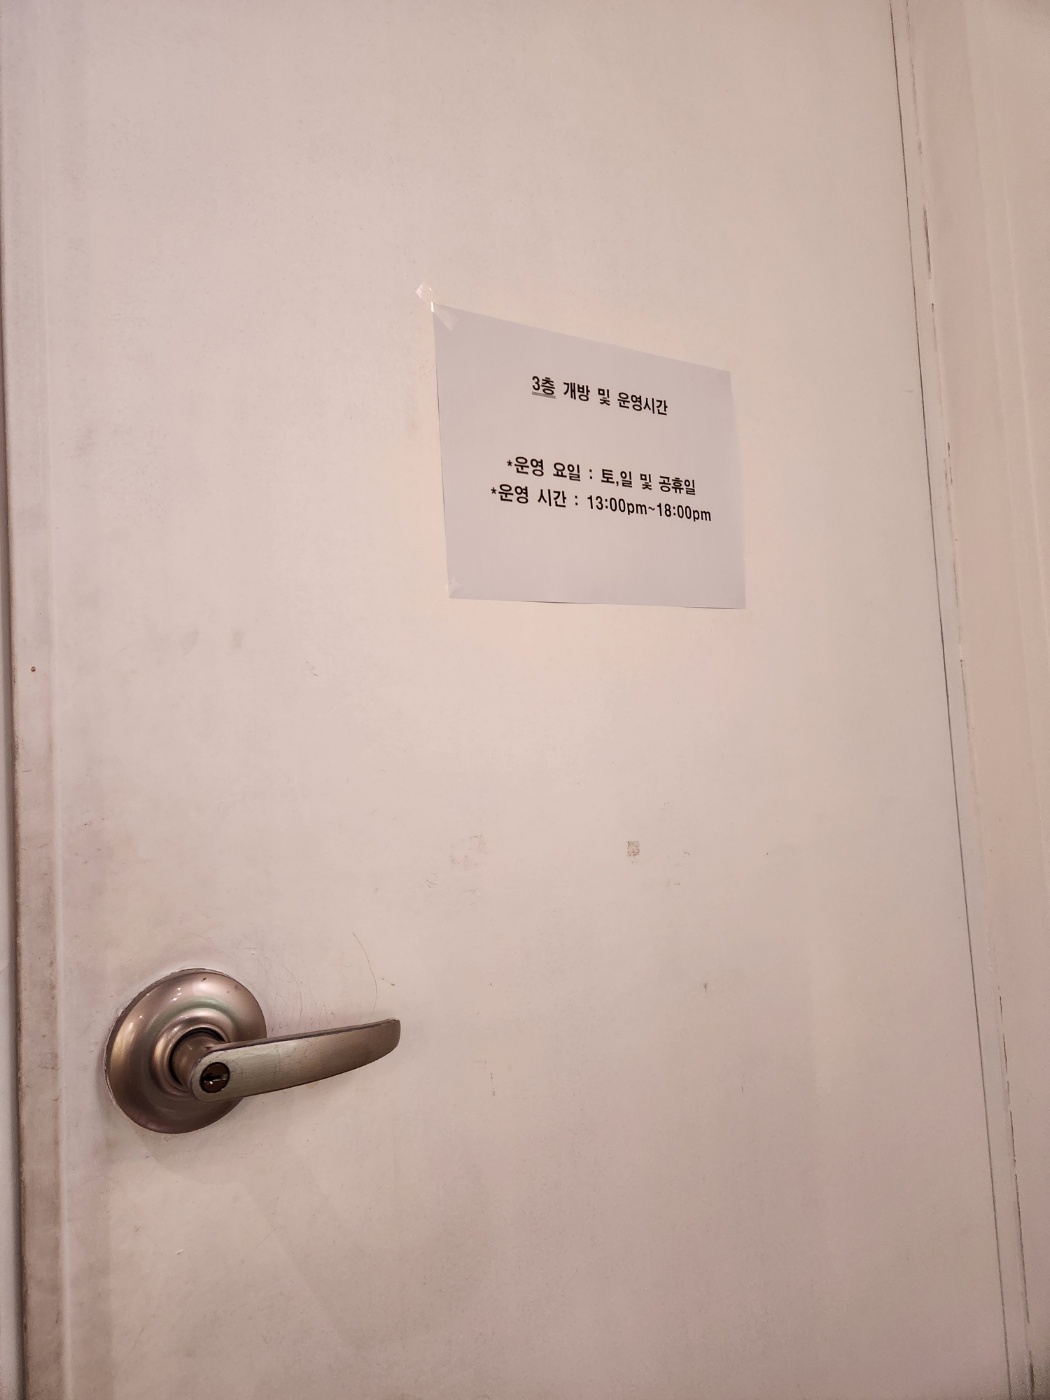 3층 개방 및 운영시간
*운영 요일 : 토,일 및 공휴일
*운영 시간 : 13:00pm~18:00pm